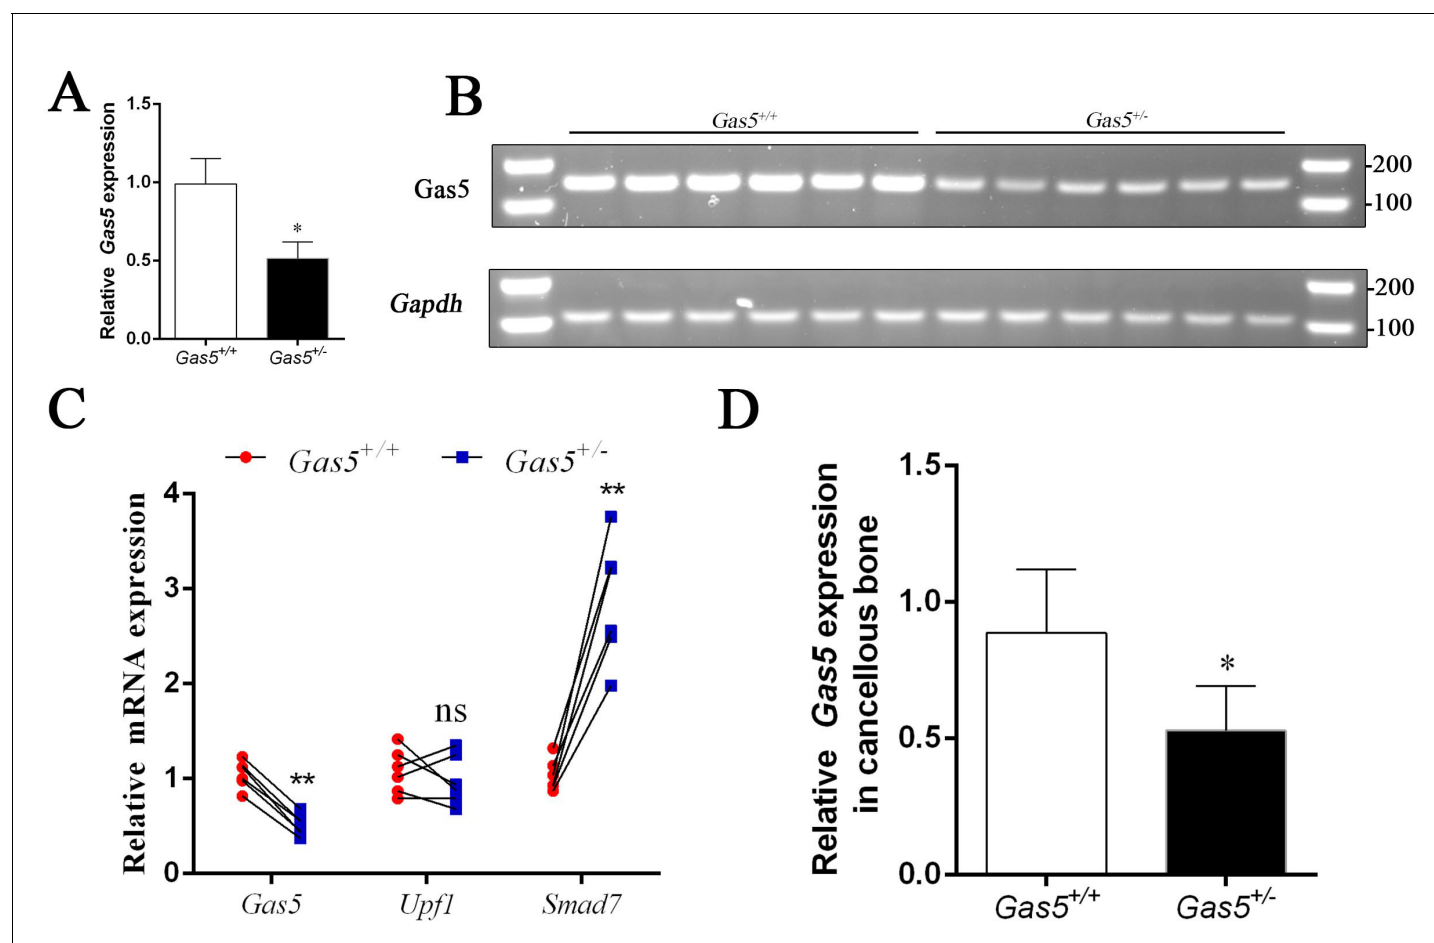 A
Relative Gas5 expression
1.5
1.0
0.5
0.0
*
Gas5+/+
Gas5+/-
B
Gas5+/+
Gas5+/-
Gas5
-200
-100
Gapdh
-200
-100
C
Gas5+/+
Gas5+/-
Relative mRNA expression
4
3
2
1
0
**
ns
**
Gas5
Upf1
Smad7
D
Relative Gas5 expression
in cancellous bone
1.5
1.0
0.5
0.0
*
Gas5+/+
Gas5+/-